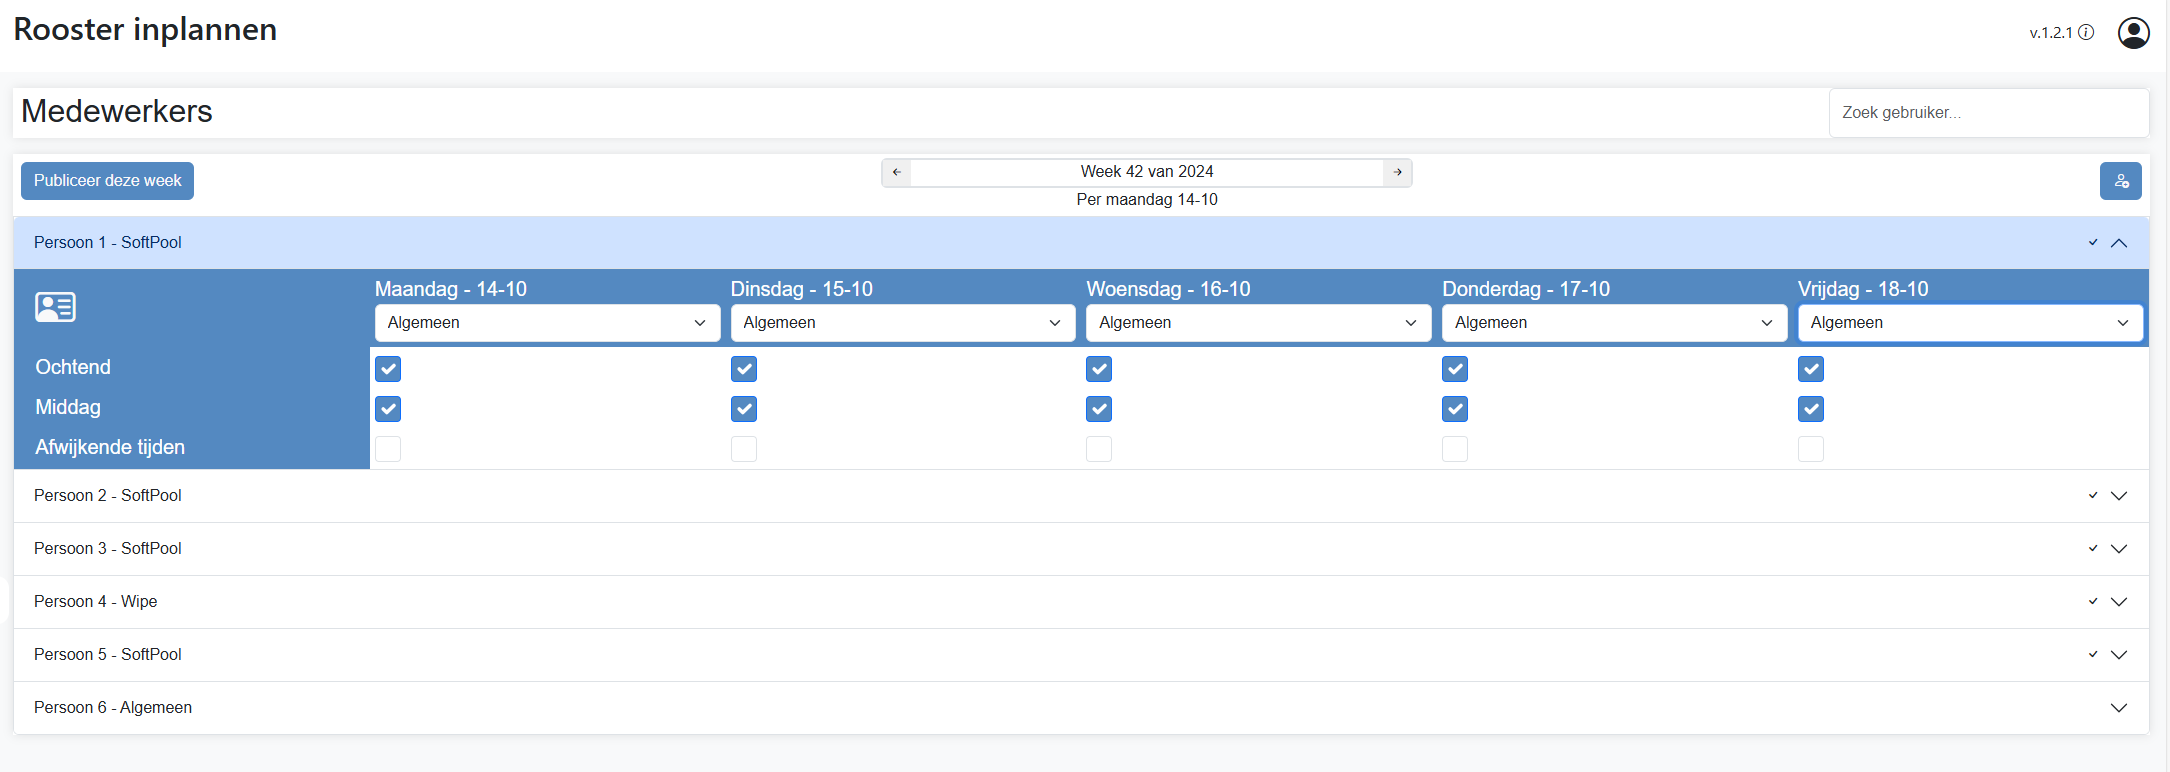 Rooster inplannen
v.1.2.1
Medewerkers
Zoek gebruiker...
Publiceer deze week
Week 42 van 2024
Per maandag 14-10
Persoon 1 - SoftPool
Maandag - 14-10
Dinsdag - 15-10
Woensdag - 16-10
Donderdag - 17-10
Vrijdag - 18-10
Algemeen
Algemeen
Algemeen
Algemeen
Algemeen
Ochtend
Middag
Afwijkende tijden
Persoon 2 - SoftPool
Persoon 3 - SoftPool
Persoon 4 - Wipe
Persoon 5 - SoftPool
Persoon 6 - Algemeen